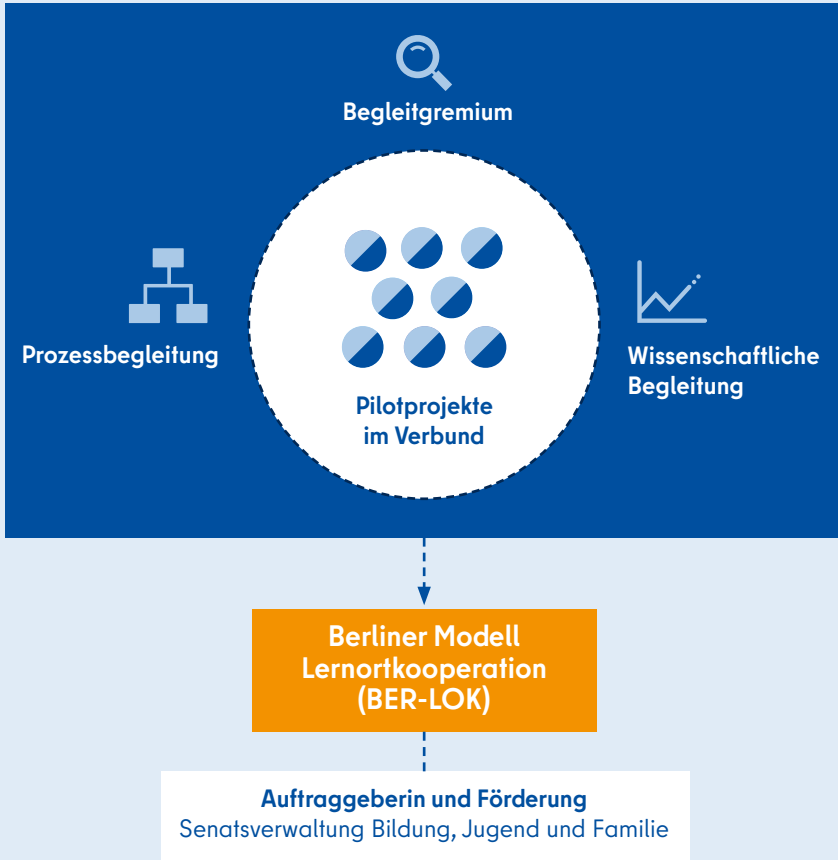 Begleitgremium
Prozessbegleitung
Wissenschaftliche
Begleitung
Pilotprojekte
im Verbund
Berliner Modell
Lernortkooperation
(BER-LOK)
Auftraggeberin und Förderung
Senatsverwaltung Bildung, Jugend und Familie